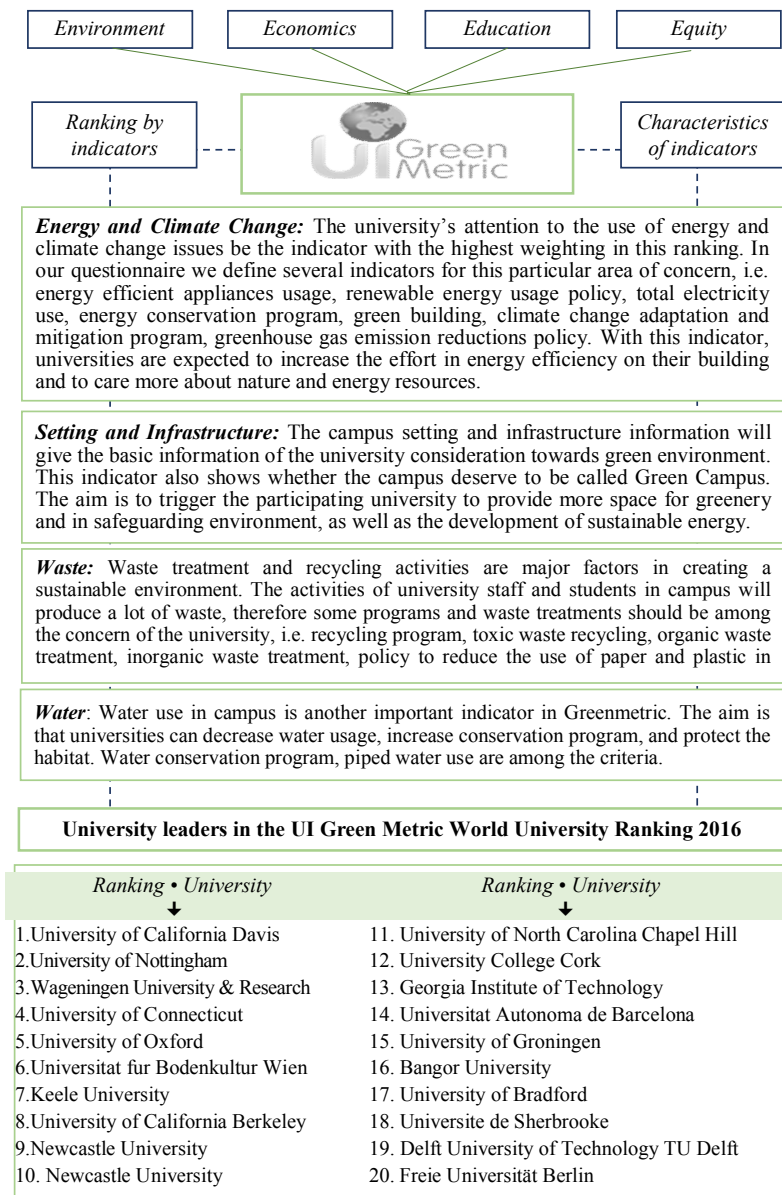 Environment
Economics
Education
Equity
Ranking by
indicators
UI Green
Metric
Characteristics
of indicators
Energy and Climate Change: The university's attention to the use of energy and
climate change issues be the indicator with the highest weighting in this ranking. In
our questionnaire we define several indicators for this particular area of concern, i.e.
energy efficient appliances usage, renewable energy usage policy, total electricity
use, energy conservation program, green building, climate change adaptation and
mitigation program, greenhouse gas emission reductions policy. With this indicator,
universities are expected to increase the effort in energy efficiency on their building
and to care more about nature and energy resources.
Setting and Infrastructure: The campus setting and infrastructure information will
give the basic information of the university consideration towards green environment.
This indicator also shows whether the campus deserve to be called Green Campus.
The aim is to trigger the participating university to provide more space for greenery
and in safeguarding environment, as well as the development of sustainable energy.
Waste: Waste treatment and recycling activities are major factors in creating a
sustainable environment. The activities of university staff and students in campus will
produce a lot of waste, therefore some programs and waste treatments should be among
the concern of the university, i.e. recycling program, toxic waste recycling, organic waste
treatment, inorganic waste treatment, policy to reduce the use of paper and plastic in
Water: Water use in campus is another important indicator in Greenmetric. The aim is
that universities can decrease water usage, increase conservation program, and protect the
habitat. Water conservation program, piped water use are among the criteria.
University leaders in the UI Green Metric World University Ranking 2016
Ranking • University
1.University of California Davis
2.University of Nottingham
3.Wageningen University & Research
4.University of Connecticut
5.University of Oxford
6.Universitat fur Bodenkultur Wien
7.Keele University
8.University of California Berkeley
9.Newcastle University
10. Newcastle University
Ranking • University
11. University of North Carolina Chapel Hill
12. University College Cork
13. Georgia Institute of Technology
14. Universitat Autonoma de Barcelona
15. University of Groningen
16. Bangor University
17. University of Bradford
18. Universite de Sherbrooke
19. Delft University of Technology TU Delft
20. Freie Universität Berlin